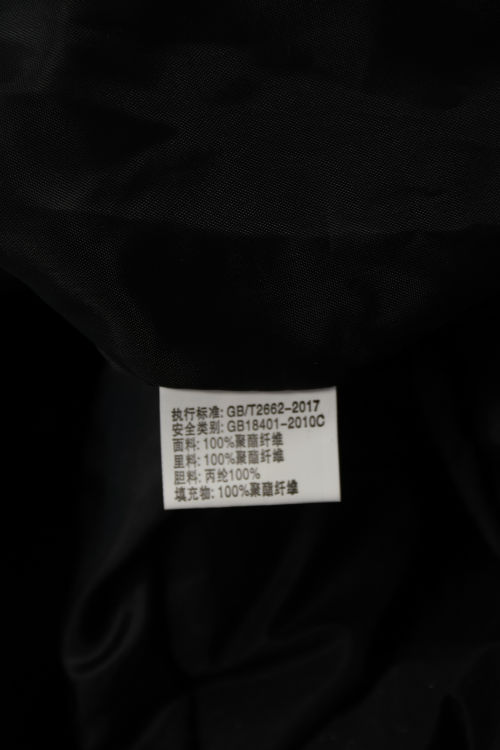 执行标准: GB/T2662-2017
安全类别: GB18401-2010C
面料: 100%聚酯纤维
里料: 100%聚酯纤维
胆料: 丙纶100%
填充物: 100%聚酯纤维